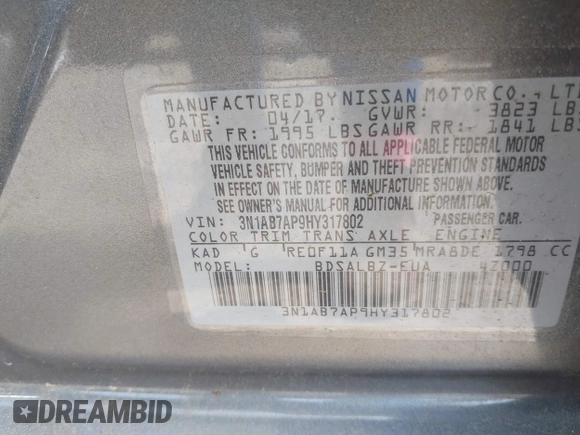 MANUFACTURED BY NISSAN MOTOR CO., LTD
DATE: 04/17. GVWR: 3823 LBS
GAWR FR: 1995 LBS GAWR RR: 1841 LBS
THIS VEHICLE CONFORMS TO ALL APPLICABLE FEDERAL MOTOR
VEHICLE SAFETY, BUMPER AND THEFT PREVENTION STANDARDS
IN EFFECT ON THE DATE OF MANUFACTURE SHOWN ABOVE.
SEE OWNER'S MANUAL FOR ADDITIONAL INFORMATION.
VIN: 3N1AB7AP9HY317802 PASSENGER CAR.
COLOR TRIM TRANS AXLE ENGINE
KAD G RE0F11A GM35 MRA8DE 1798 CC
MODEL: BDSALBZ-EUA 4Z000
3N1AB7AP9HY317802
DREAMBID